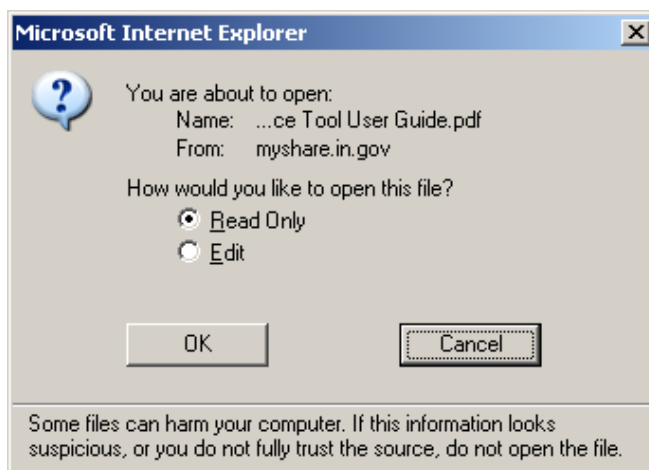 Microsoft Internet Explorer
You are about to open:
Name: ...ce Tool User Guide.pdf
From: myshare.in.gov
How would you like to open this file?
Read Only
Edit
OK Cancel
Some files can harm your computer. If this information looks
suspicious, or you do not fully trust the source, do not open the file.